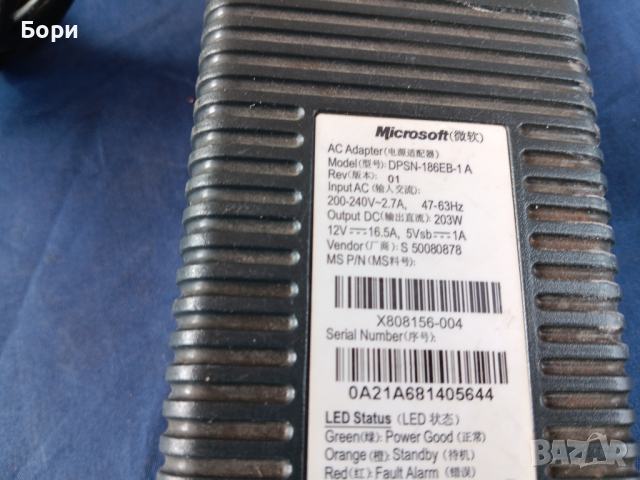 Бори
Microsoft(微软)
AC Adapter(电源适配器)
Model(型号): DPSN-186EB-1 A
Rev(版本): 01
Input AC (输入交流):
200-240V~2.7A, 47-63Hz
Output DC(输出直流): 203W
12V⎓16.5A, 5Vsb⎓1A
Vendor(厂商): S 50080878
MS P/N (MS料号):
X808156-004
Serial Number(序号):
0A21A681405644
LED Status (LED 状态)
Green(绿): Power Good (正常)
Orange (橙): Standby (待机)
Red(红): Fault Alarm (错误)
BAZAR